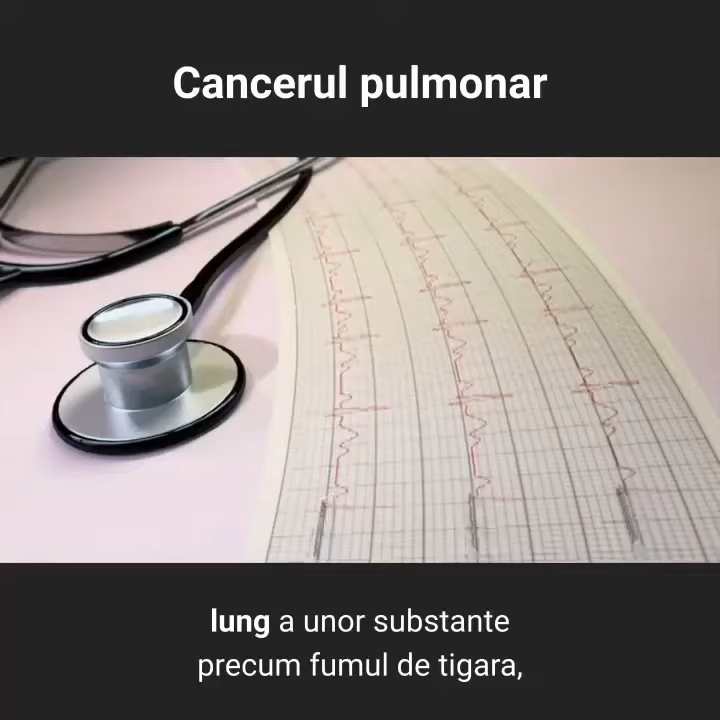 Cancerul pulmonar
lung a unor substante
precum fumul de tigara,